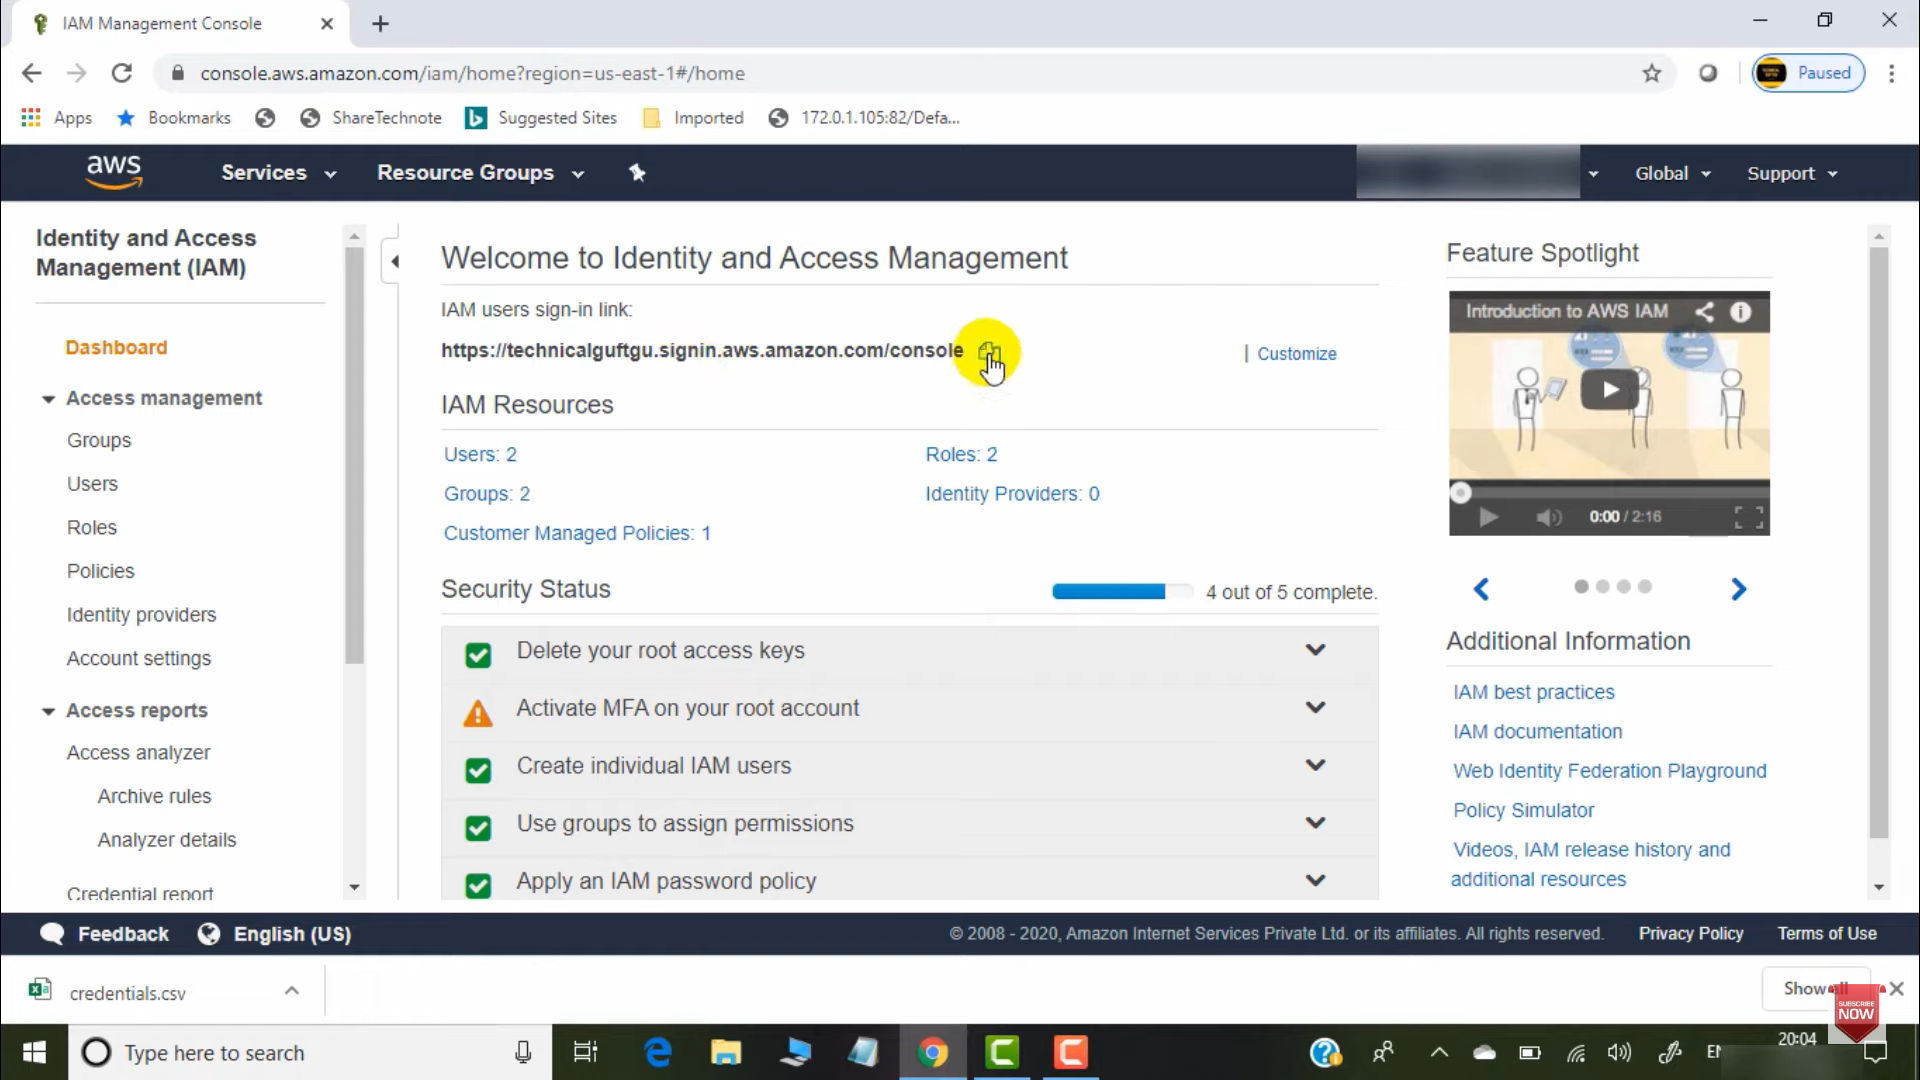 IAM Management Console
console.aws.amazon.com/iam/home?region=us-east-1#/home
Paused
Apps
Bookmarks
ShareTechnote
Suggested Sites
Imported
172.0.1.105:82/Defa...
aws
Services
Resource Groups
Global
Support
Identity and Access
Management (IAM)
Dashboard
Access management
Groups
Users
Roles
Policies
Identity providers
Account settings
Access reports
Access analyzer
Archive rules
Analyzer details
Credential report
Welcome to Identity and Access Management
IAM users sign-in link:
https://technicalguftgu.signin.aws.amazon.com/console
| Customize
IAM Resources
Users: 2
Roles: 2
Groups: 2
Identity Providers: 0
Customer Managed Policies: 1
Security Status
4 out of 5 complete.
Delete your root access keys
Activate MFA on your root account
Create individual IAM users
Use groups to assign permissions
Apply an IAM password policy
Feature Spotlight
Introduction to AWS IAM
0:00 / 2:16
Additional Information
IAM best practices
IAM documentation
Web Identity Federation Playground
Policy Simulator
Videos, IAM release history and
additional resources
Feedback
English (US)
© 2008 - 2020, Amazon Internet Services Private Ltd. or its affiliates. All rights reserved.
Privacy Policy
Terms of Use
credentials.csv
Show
SUBSCRIBE
NOW
Type here to search
20:04